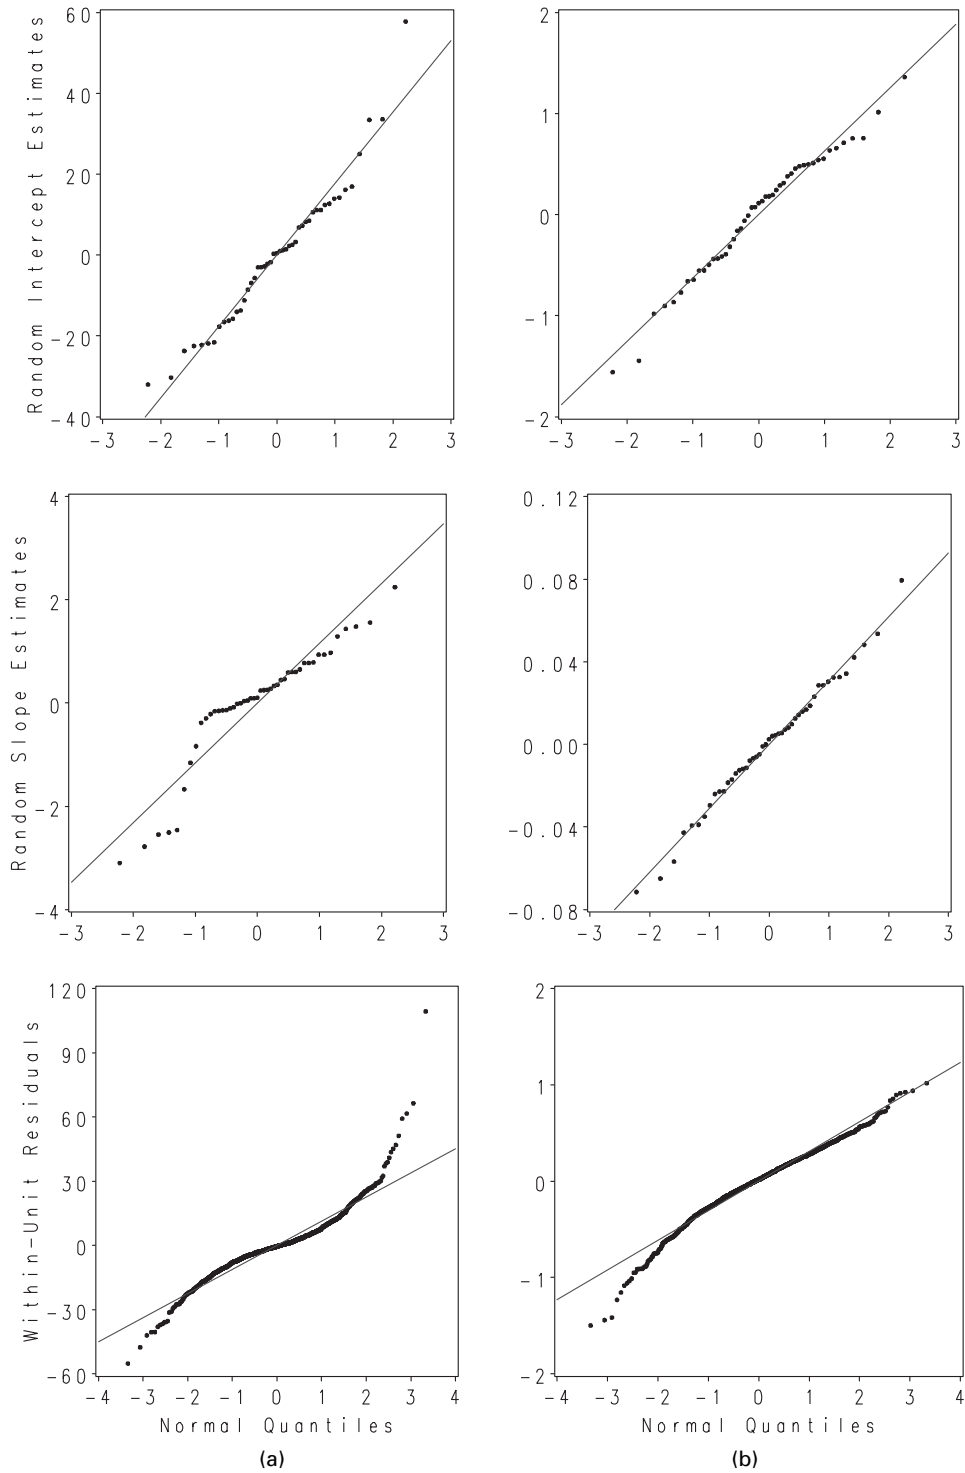 Random Intercept Estimates
60
40
20
0
−20
−40
−3 −2 −1 0 1 2 3
2
1
0
−1
−2
−3 −2 −1 0 1 2 3
Random Slope Estimates
4
2
0
−2
−4
−3 −2 −1 0 1 2 3
0.12
0.08
0.04
0.00
−0.04
−0.08
−3 −2 −1 0 1 2 3
Within−Unit Residuals
120
90
60
30
0
−30
−60
−4 −3 −2 −1 0 1 2 3 4
Normal Quantiles
(a)
2
1
0
−1
−2
−4 −3 −2 −1 0 1 2 3 4
Normal Quantiles
(b)